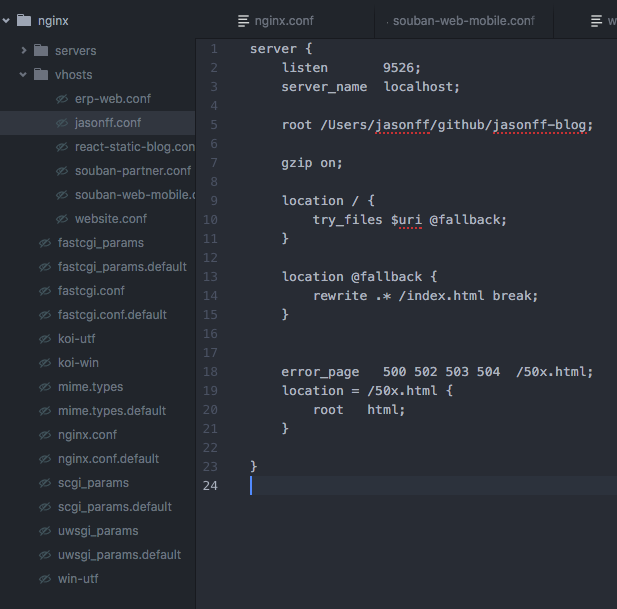 nginx
servers
vhosts
erp-web.conf
jasonff.conf
react-static-blog.con
souban-partner.conf
souban-web-mobile.c
website.conf
fastcgi_params
fastcgi_params.default
fastcgi.conf
fastcgi.conf.default
koi-utf
koi-win
mime.types
mime.types.default
nginx.conf
nginx.conf.default
scgi_params
scgi_params.default
uwsgi_params
uwsgi_params.default
win-utf
nginx.conf souban-web-mobile.conf w
1 server {
2     listen       9526;
3     server_name  localhost;
4
5     root /Users/jasonff/github/jasonff-blog;
6
7     gzip on;
8
9     location / {
10         try_files $uri @fallback;
11     }
12
13     location @fallback {
14         rewrite .* /index.html break;
15     }
16
17
18     error_page   500 502 503 504  /50x.html;
19     location = /50x.html {
20         root   html;
21     }
22
23 }
24